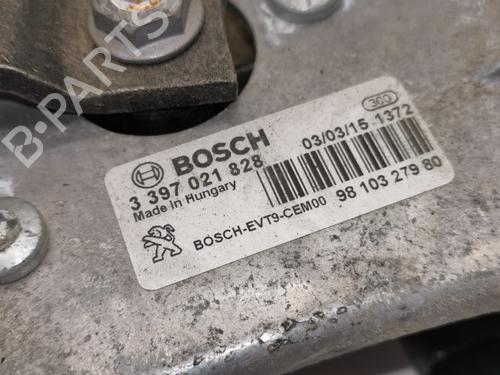 BOSCH
3 397 021 828
Made in Hungary
360
03/03/15 1372
BOSCH-EVT9-CEM00
98 103 279 80
B-PARTS